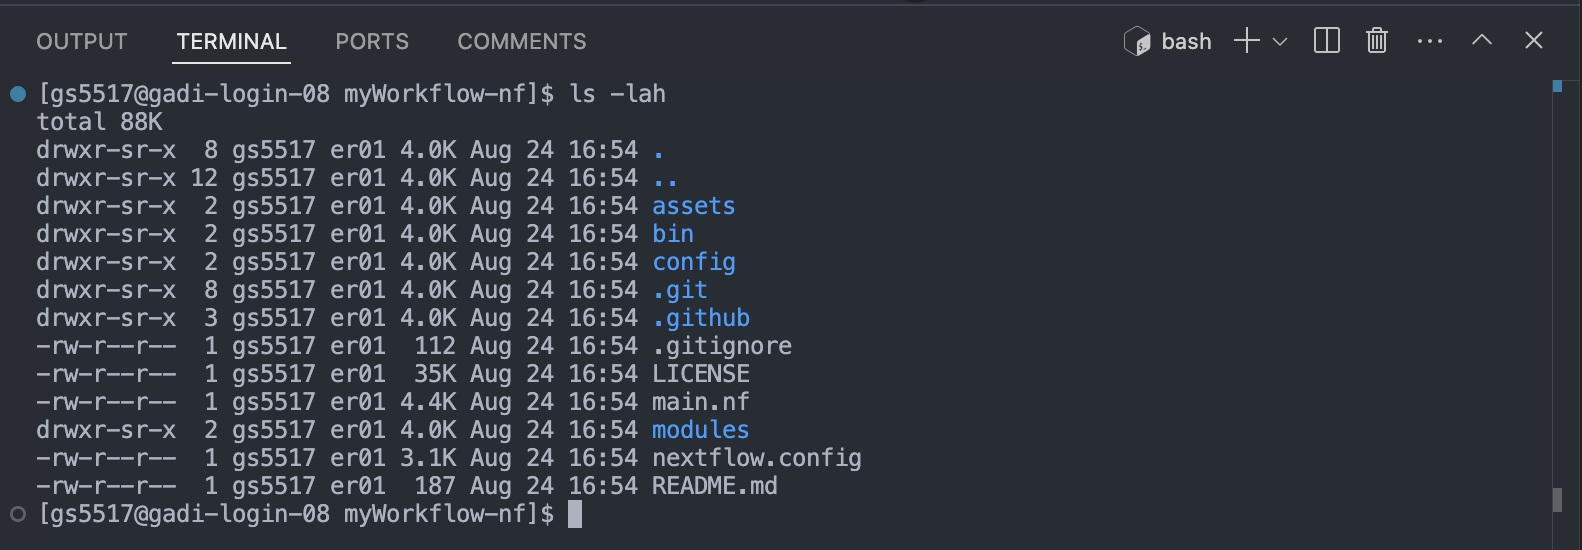 OUTPUT TERMINAL PORTS COMMENTS bash
[gs5517@gadi-login-08 myWorkflow-nf]$ ls -lah
total 88K
drwxr-sr-x  8 gs5517 er01 4.0K Aug 24 16:54 .
drwxr-sr-x 12 gs5517 er01 4.0K Aug 24 16:54 ..
drwxr-sr-x  2 gs5517 er01 4.0K Aug 24 16:54 assets
drwxr-sr-x  2 gs5517 er01 4.0K Aug 24 16:54 bin
drwxr-sr-x  2 gs5517 er01 4.0K Aug 24 16:54 config
drwxr-sr-x  8 gs5517 er01 4.0K Aug 24 16:54 .git
drwxr-sr-x  3 gs5517 er01 4.0K Aug 24 16:54 .github
-rw-r--r--  1 gs5517 er01  112 Aug 24 16:54 .gitignore
-rw-r--r--  1 gs5517 er01  35K Aug 24 16:54 LICENSE
-rw-r--r--  1 gs5517 er01 4.4K Aug 24 16:54 main.nf
drwxr-sr-x  2 gs5517 er01 4.0K Aug 24 16:54 modules
-rw-r--r--  1 gs5517 er01 3.1K Aug 24 16:54 nextflow.config
-rw-r--r--  1 gs5517 er01  187 Aug 24 16:54 README.md
[gs5517@gadi-login-08 myWorkflow-nf]$